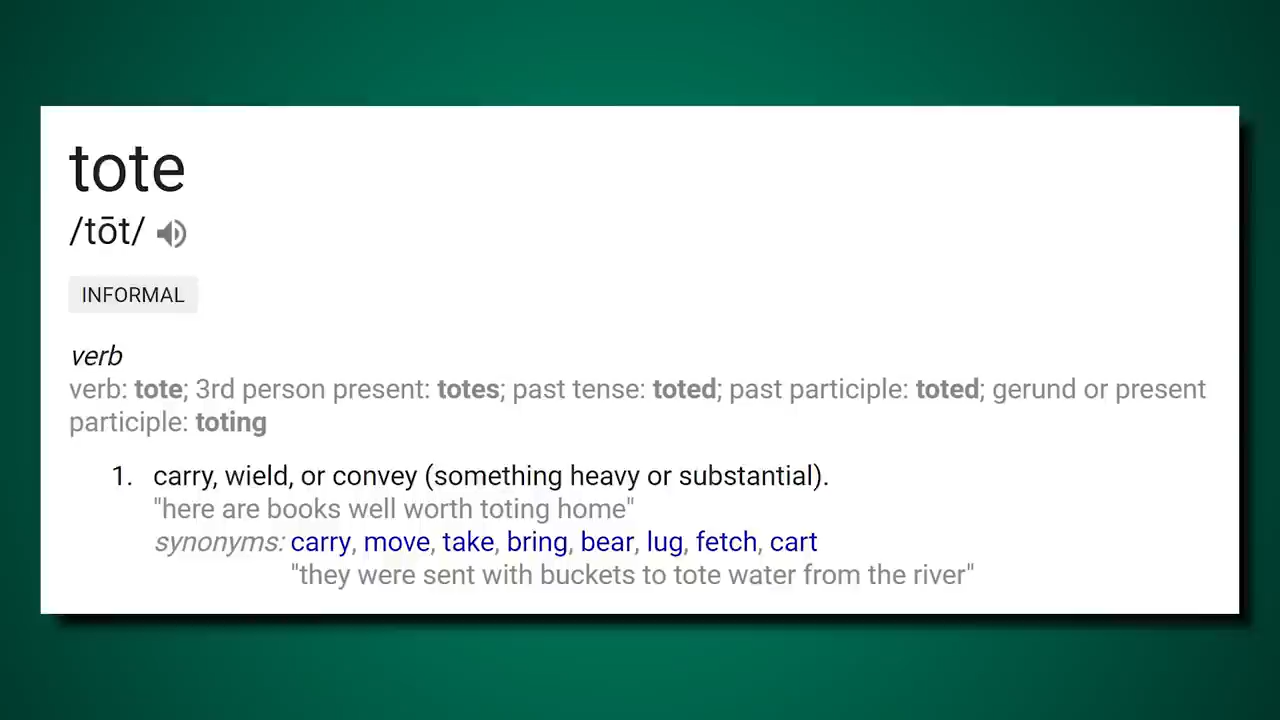 tote
/tōt/
INFORMAL
verb
verb: tote; 3rd person present: totes; past tense: toted; past participle: toted; gerund or present
participle: toting
1. carry, wield, or convey (something heavy or substantial).
"here are books well worth toting home"
synonyms: carry, move, take, bring, bear, lug, fetch, cart
"they were sent with buckets to tote water from the river"